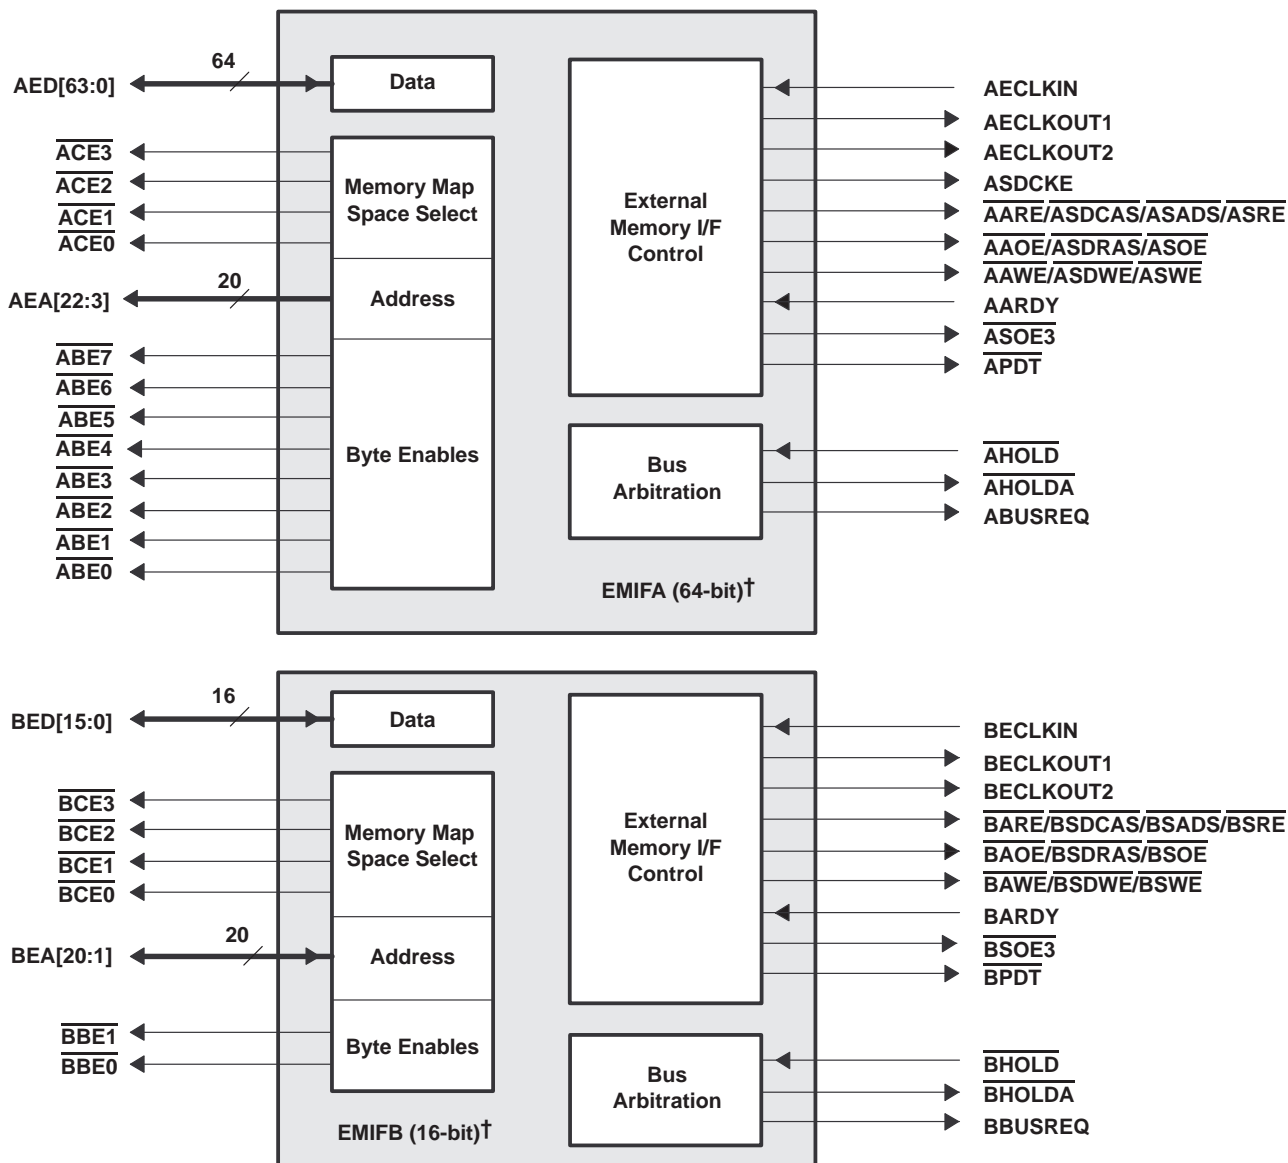 64
AED[63:0]
Data
ACE3
ACE2
ACE1
ACE0
Memory Map
Space Select
20
AEA[22:3]
Address
ABE7
ABE6
ABE5
ABE4
ABE3
ABE2
ABE1
ABE0
Byte Enables
External
Memory I/F
Control
AECLKIN
AECLKOUT1
AECLKOUT2
ASDCKE
AARE/ASDCAS/ASADS/ASRE
AAOE/ASDRAS/ASOE
AAWE/ASDWE/ASWE
AARDY
ASOE3
APDT
Bus
Arbitration
AHOLD
AHOLDA
ABUSREQ
EMIFA (64-bit)†
16
BED[15:0]
Data
BCE3
BCE2
BCE1
BCE0
Memory Map
Space Select
20
BEA[20:1]
Address
BBE1
BBE0
Byte Enables
External
Memory I/F
Control
BECLKIN
BECLKOUT1
BECLKOUT2
BARE/BSDCAS/BSADS/BSRE
BAOE/BSDRAS/BSOE
BAWE/BSDWE/BSWE
BARDY
BSOE3
BPDT
Bus
Arbitration
BHOLD
BHOLDA
BBUSREQ
EMIFB (16-bit)†